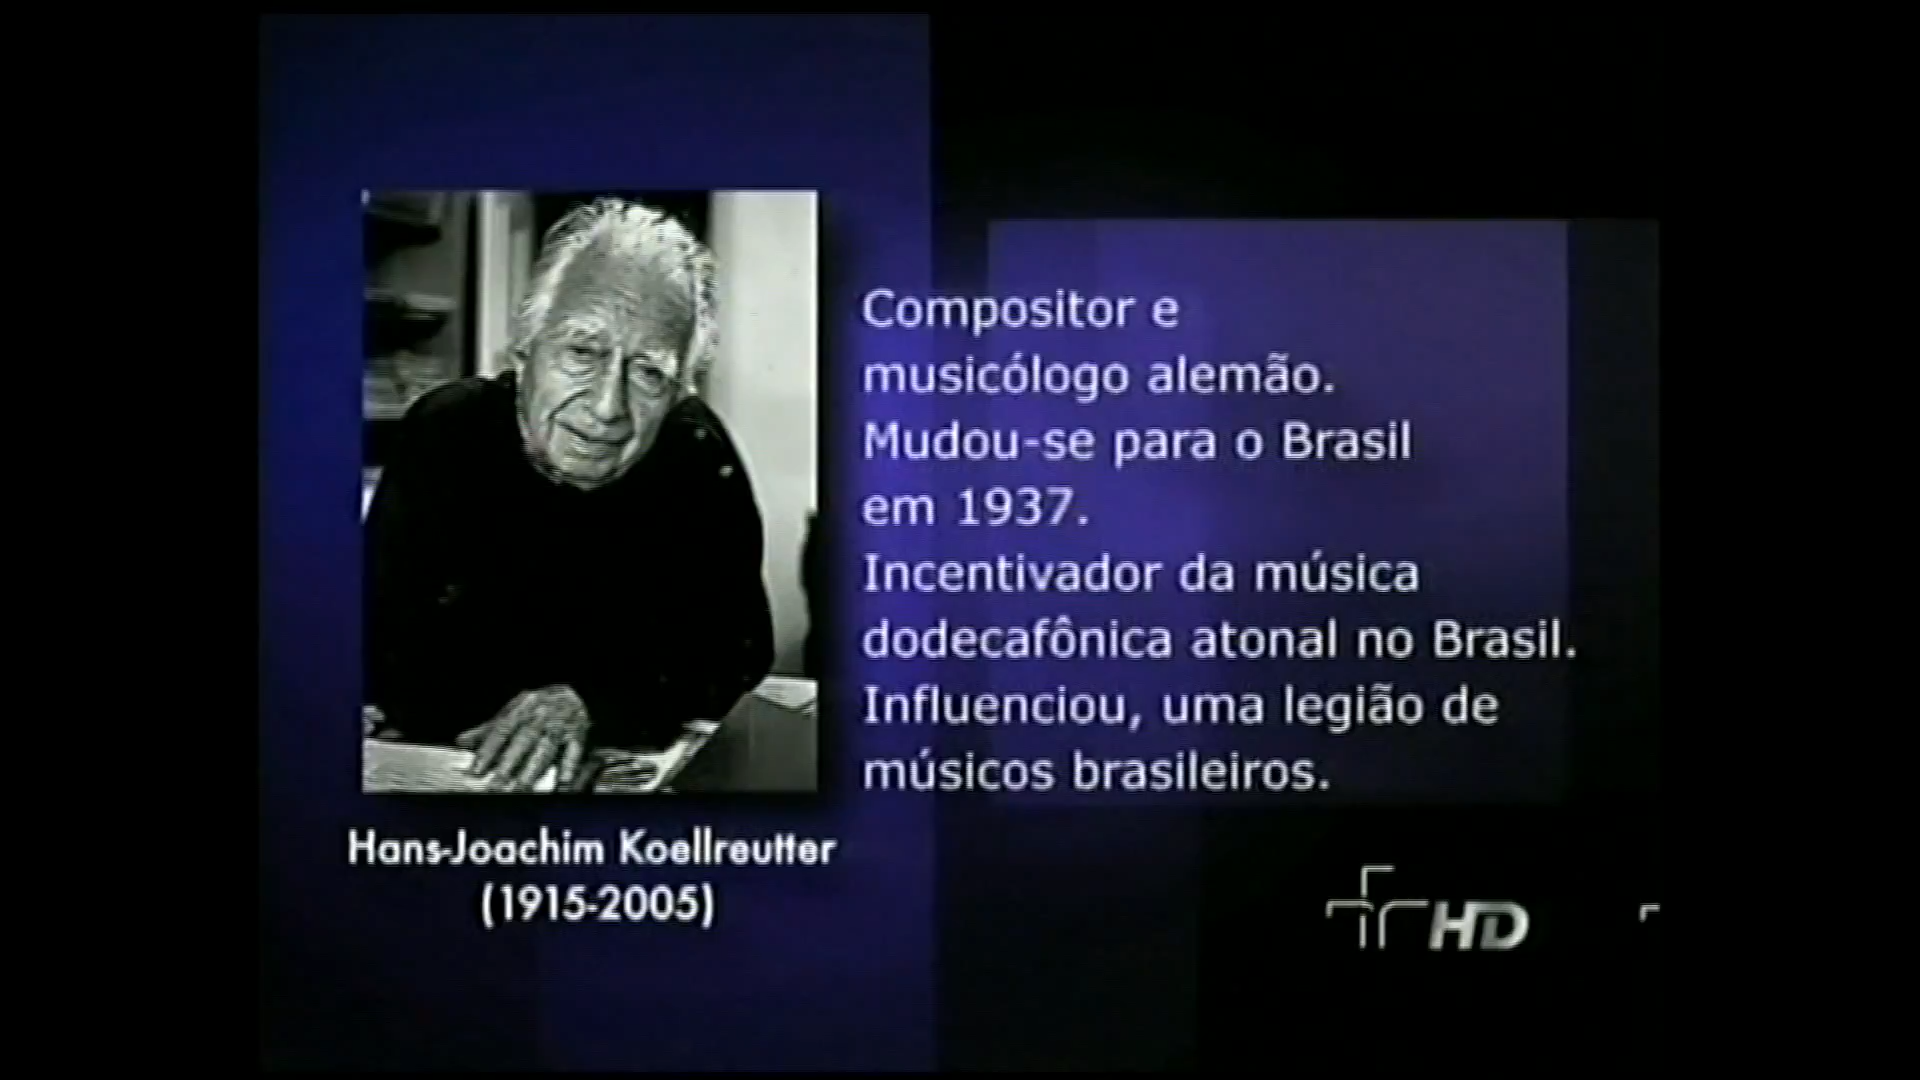 Compositor e
musicólogo alemão.
Mudou-se para o Brasil
em 1937.
Incentivador da música
dodecafônica atonal no Brasil.
Influenciou, uma legião de
músicos brasileiros.
Hans-Joachim Koellreutter
(1915-2005)
HD